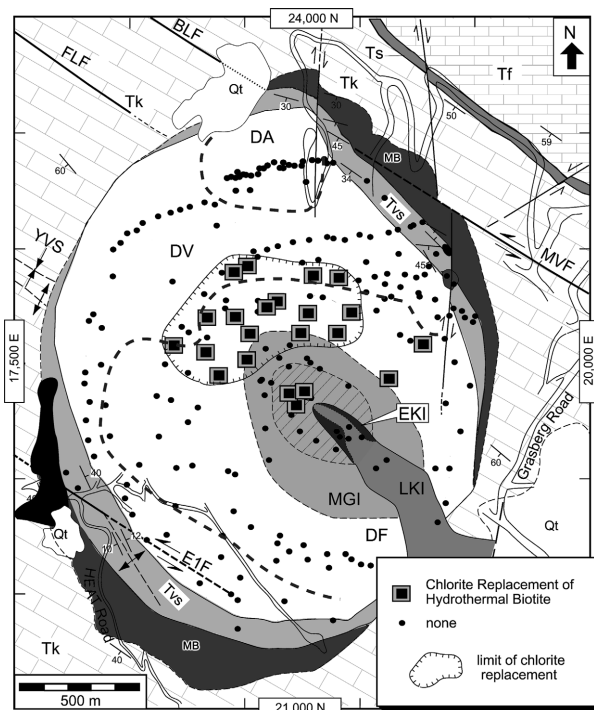 24,000 N
N
BLF
FLF
Ts
Tk
Tf
Qt
Tk
30
30
50
DA
45
MB
59
60
34
Tvs
YVS
DV
MVF
45
17,500 E
20,000 E
EKI
Grasberg Road
60
MGI
LKI
40
DF
Qt
12
10
E1F
Qt
HEAT Road
Tvs
MB
Tk
40
Chlorite Replacement of
Hydrothermal Biotite
none
limit of chlorite
replacement
500 m
21,000 N